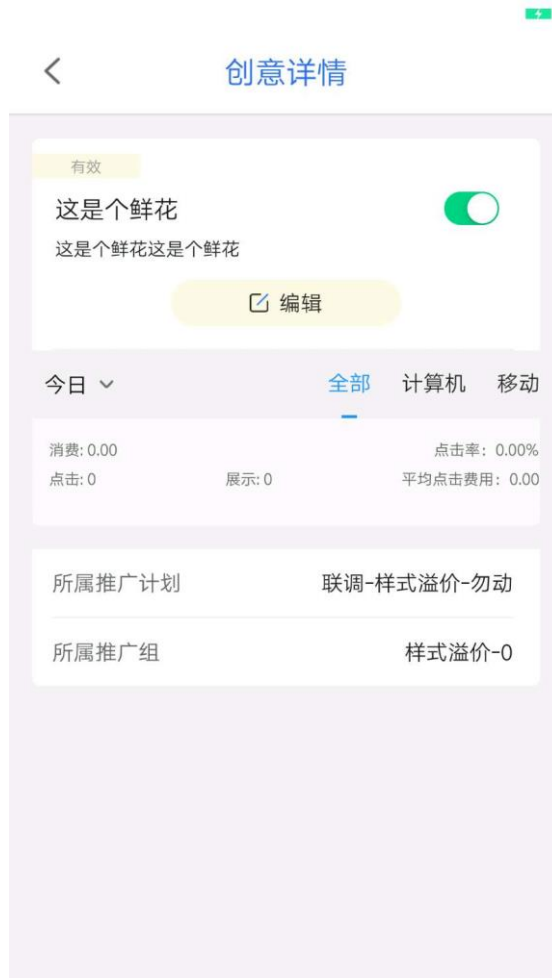 创意详情
有效
这是个鲜花
这是个鲜花这是个鲜花
编辑
今日 全部 计算机 移动
消费: 0.00 点击率: 0.00%
点击: 0 展示: 0 平均点击费用: 0.00
所属推广计划 联调-样式溢价-勿动
所属推广组 样式溢价-0